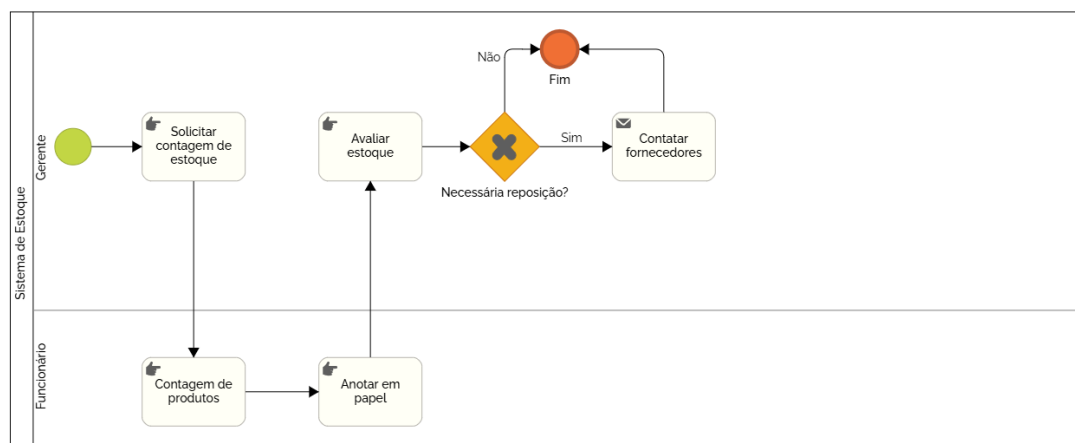 Sistema de Estoque
Gerente
Solicitar
contagem de
estoque
Avaliar
estoque
Necessária reposição?
Não
Fim
Sim
Contatar
fornecedores
Funcionário
Contagem de
produtos
Anotar em
papel